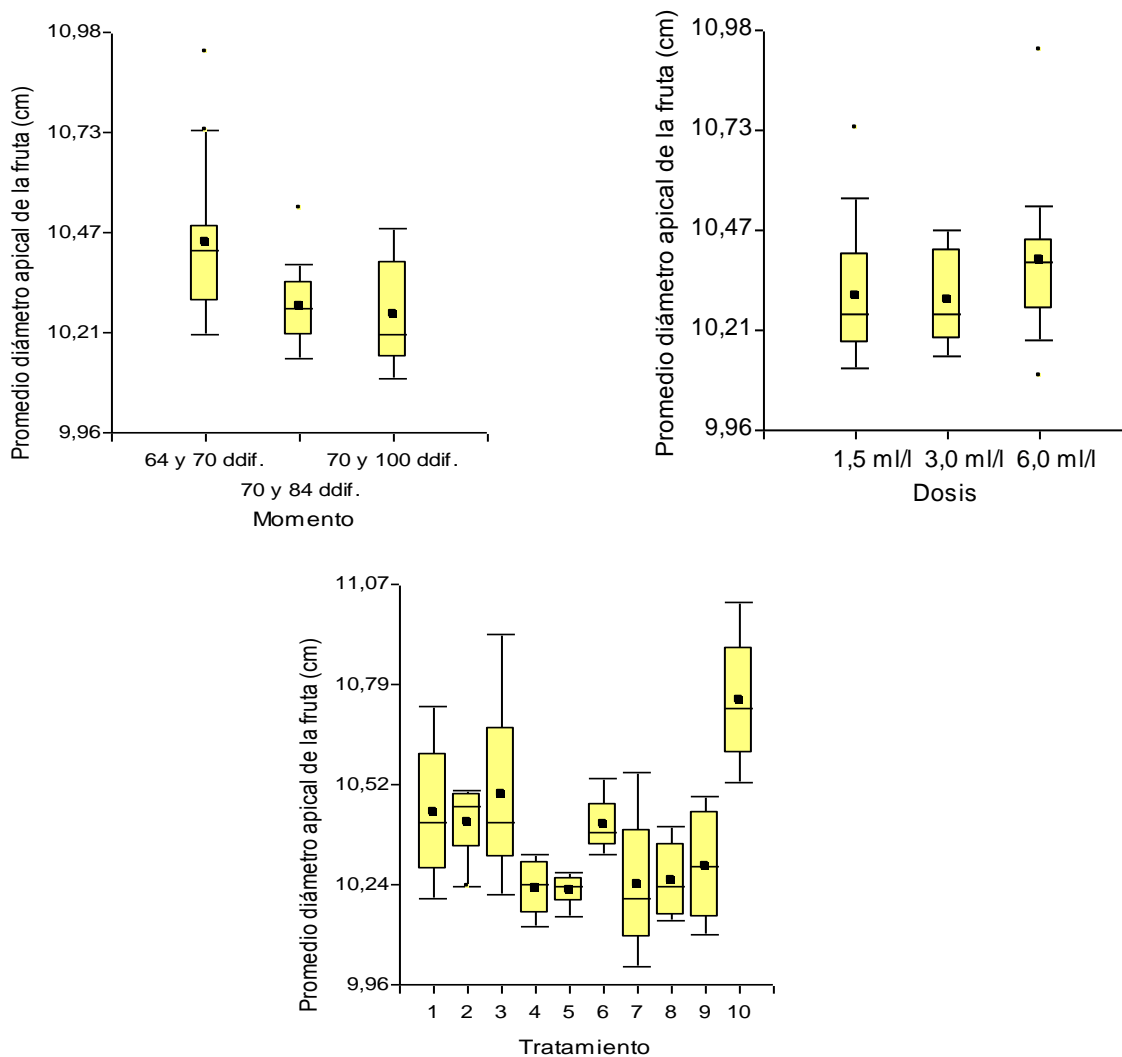 Promedio diámetro apical de la fruta (cm)
10,98
10,73
10,47
10,21
9,96
64 y 70 ddif.
70 y 100 ddif.
70 y 84 ddif.
Momento
Promedio diámetro apical de la fruta (cm)
10,98
10,73
10,47
10,21
9,96
1,5 ml/l 3,0 ml/l 6,0 ml/l
Dosis
Promedio diámetro apical de la fruta (cm)
11,07
10,79
10,52
10,24
9,96
1 2 3 4 5 6 7 8 9 10
Tratamiento